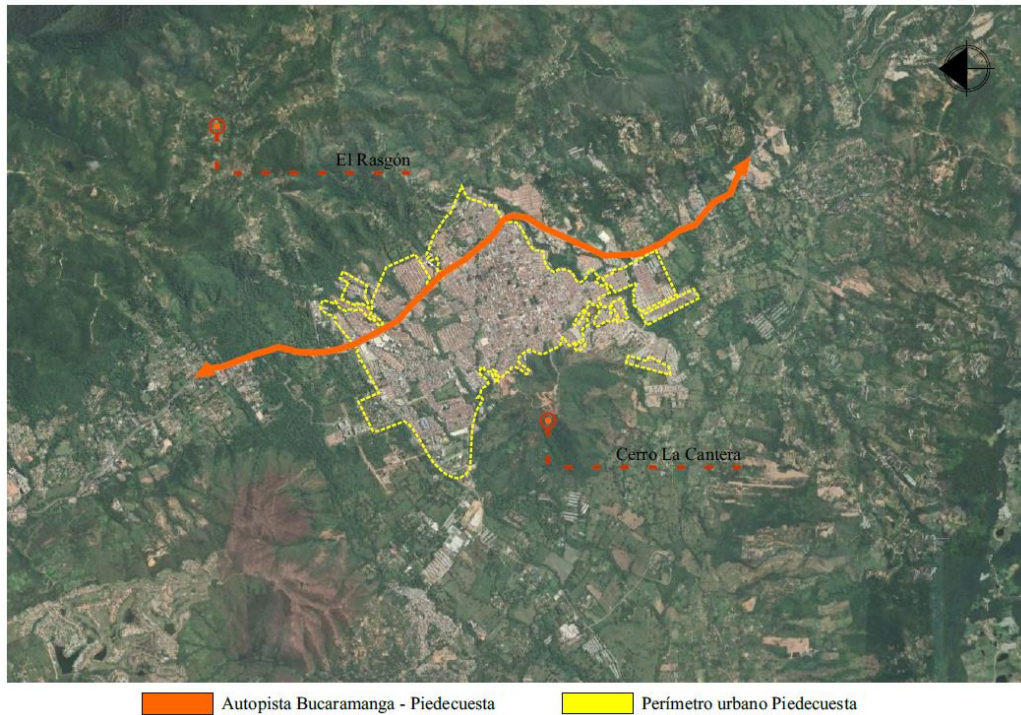 El Rasgón
Cerro La Cantera
Autopista Bucaramanga - Piedecuesta
Perímetro urbano Piedecuesta